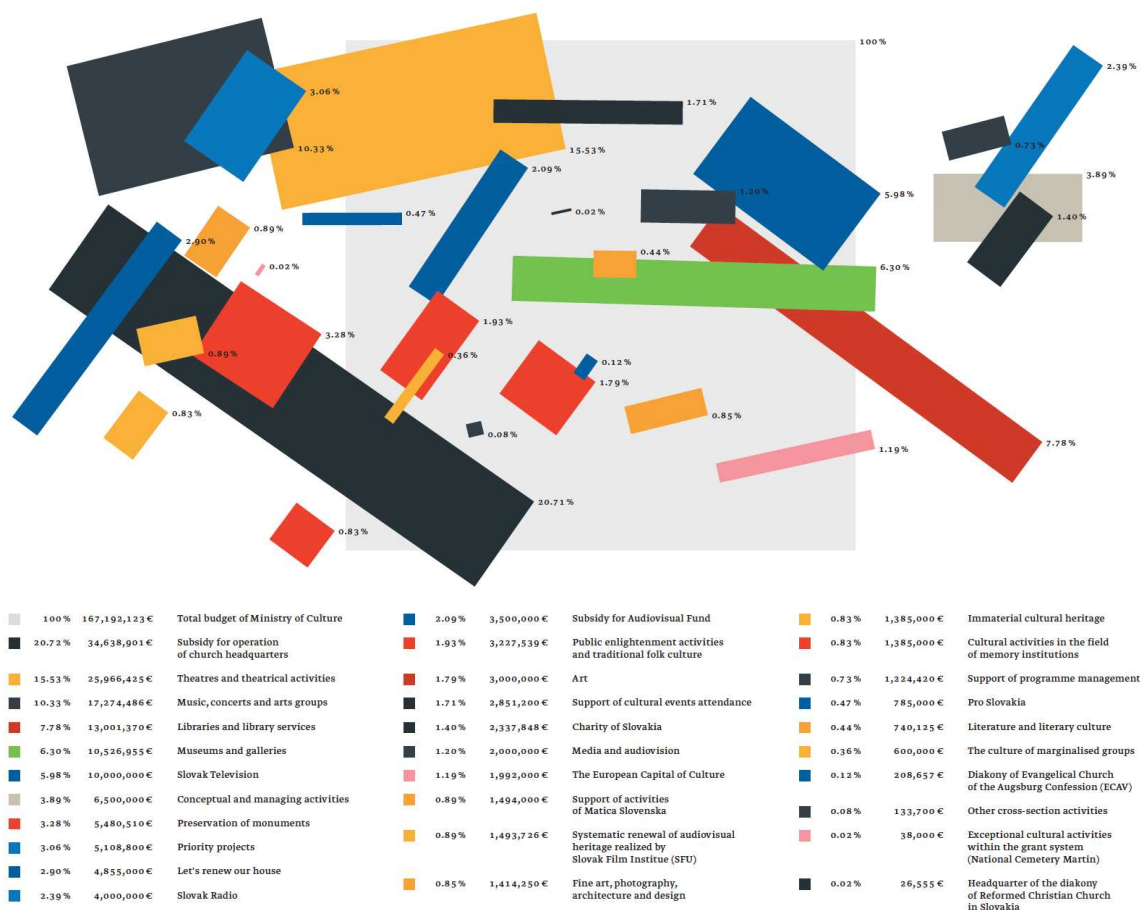 100%
2.39%
3.06%
1.71%
10.33%
15.53%
0.73%
2.09%
3.89%
1.20%
5.98%
0.47%
0.02%
1.40%
0.89%
2.90%
0.44%
0.02%
6.30%
1.93%
3.28%
0.36%
0.89%
0.12%
1.79%
0.83%
0.85%
0.08%
7.78%
1.19%
20.71%
0.83%
100% 167,192,123€ Total budget of Ministry of Culture
20.72% 34,638,901€ Subsidy for operation
of church headquarters
15.53% 25,966,425€ Theatres and theatrical activities
10.33% 17,274,486€ Music, concerts and arts groups
7.78% 13,001,370€ Libraries and library services
6.30% 10,526,955€ Museums and galleries
5.98% 10,000,000€ Slovak Television
3.89% 6,500,000€ Conceptual and managing activities
3.28% 5,480,510€ Preservation of monuments
3.06% 5,108,800€ Priority projects
2.90% 4,855,000€ Let's renew our house
2.39% 4,000,000€ Slovak Radio
2.09% 3,500,000€ Subsidy for Audiovisual Fund
1.93% 3,227,539€ Public enlightenment activities
and traditional folk culture
1.79% 3,000,000€ Art
1.71% 2,851,200€ Support of cultural events attendance
1.40% 2,337,848€ Charity of Slovakia
1.20% 2,000,000€ Media and audiovision
1.19% 1,992,000€ The European Capital of Culture
0.89% 1,494,000€ Support of activities
of Matica Slovenska
0.89% 1,493,726€ Systematic renewal of audiovisual
heritage realized by
Slovak Film Institue (SFU)
0.85% 1,414,250€ Fine art, photography,
architecture and design
0.83% 1,385,000€ Immaterial cultural heritage
0.83% 1,385,000€ Cultural activities in the field
of memory institutions
0.73% 1,224,420€ Support of programme management
0.47% 785,000€ Pro Slovakia
0.44% 740,125€ Literature and literary culture
0.36% 600,000€ The culture of marginalised groups
0.12% 208,657€ Diakony of Evangelical Church
of the Augsburg Confession (ECAV)
0.08% 133,700€ Other cross-section activities
0.02% 38,000€ Exceptional cultural activities
within the grant system
(National Cemetery Martin)
0.02% 26,555€ Headquarter of the diakony
of Reformed Christian Church
in Slovakia